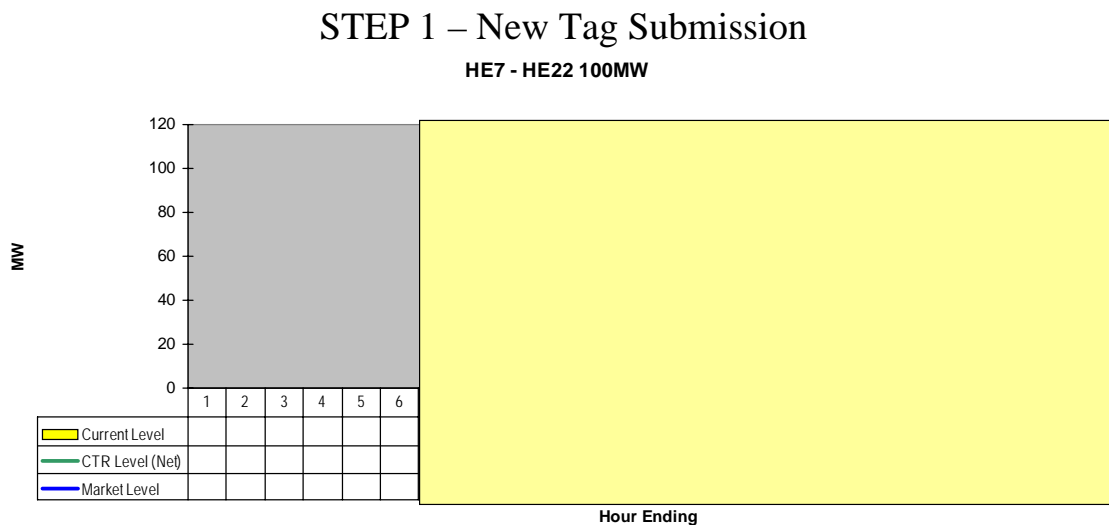 STEP 1 – New Tag Submission
HE7 - HE22 100MW
120
100
80
60
40
20
0
MW
1 2 3 4 5 6
Current Level
CTR Level (Net)
Market Level
Hour Ending